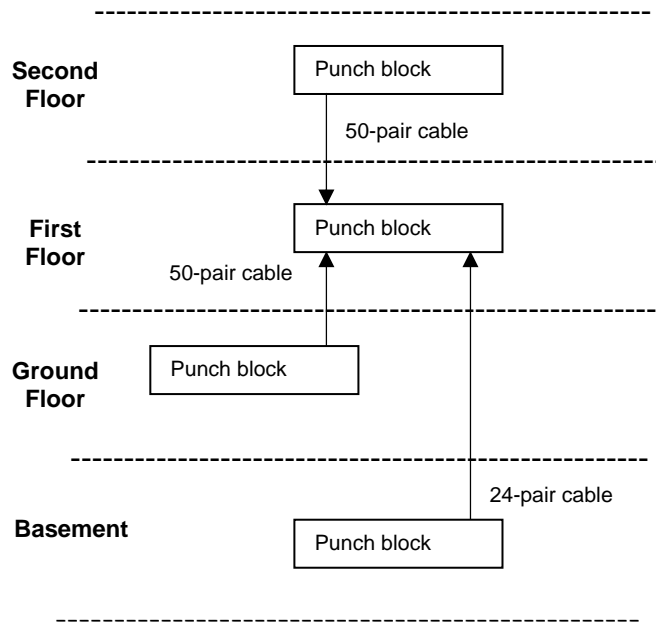 Second
Floor
Punch block
50-pair cable
First
Floor
Punch block
50-pair cable
Ground
Floor
Punch block
24-pair cable
Basement
Punch block